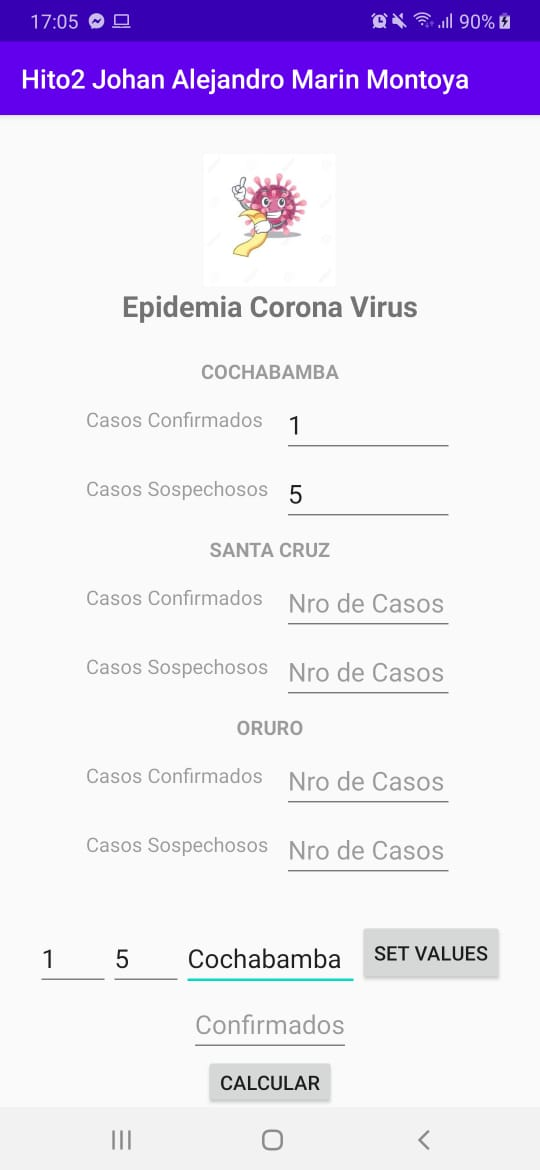 17:05 90%
Hito2 Johan Alejandro Marin Montoya
Epidemia Corona Virus
COCHABAMBA
Casos Confirmados 1
Casos Sospechosos 5
SANTA CRUZ
Casos Confirmados Nro de Casos
Casos Sospechosos Nro de Casos
ORURO
Casos Confirmados Nro de Casos
Casos Sospechosos Nro de Casos
1 5 Cochabamba SET VALUES
Confirmados
CALCULAR